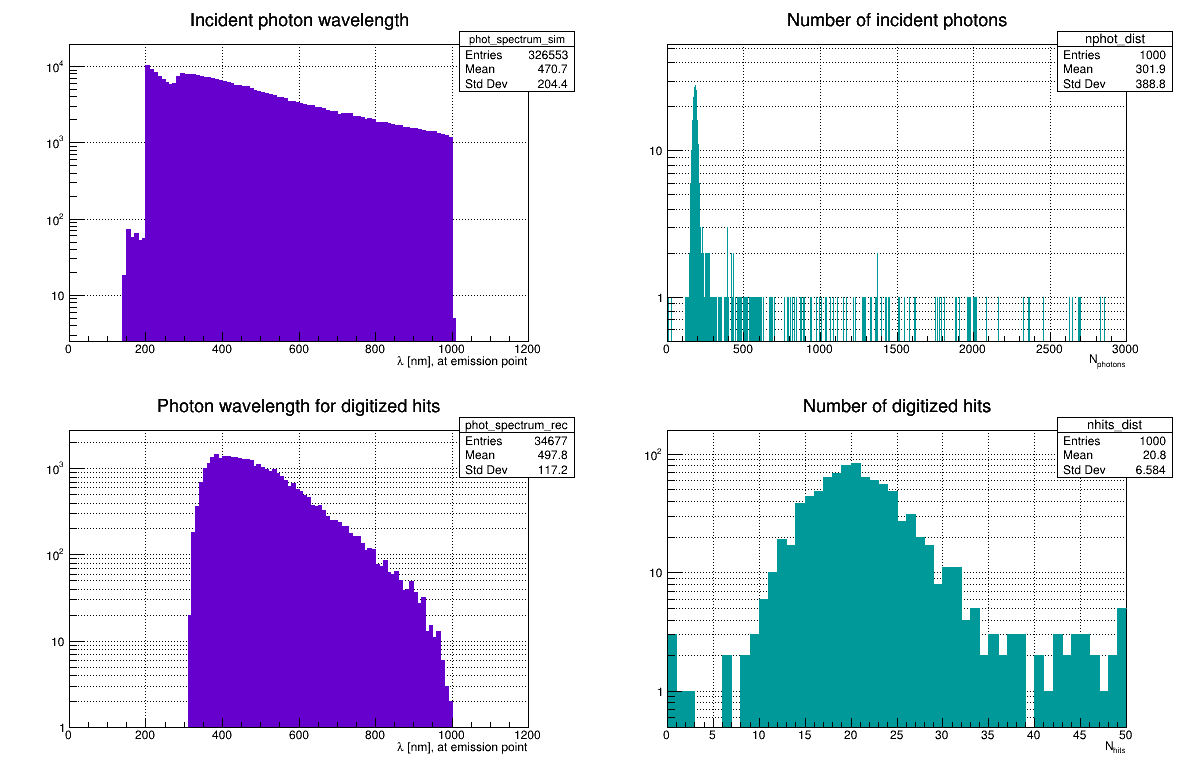 Incident photon wavelength
phot_spectrum_sim
Entries 326553
Mean 470.7
Std Dev 204.4
10^4
10^3
10^2
10
0 200 400 600 800 1000 1200
λ [nm], at emission point
Number of incident photons
nphot_dist
Entries 1000
Mean 301.9
Std Dev 388.8
10
1
0 500 1000 1500 2000 2500 3000
N_photons
Photon wavelength for digitized hits
phot_spectrum_rec
Entries 34677
Mean 497.8
Std Dev 117.2
10^3
10^2
10
1
0 200 400 600 800 1000 1200
λ [nm], at emission point
Number of digitized hits
nhits_dist
Entries 1000
Mean 20.8
Std Dev 6.584
10^2
10
1
0 5 10 15 20 25 30 35 40 45 50
N_hits